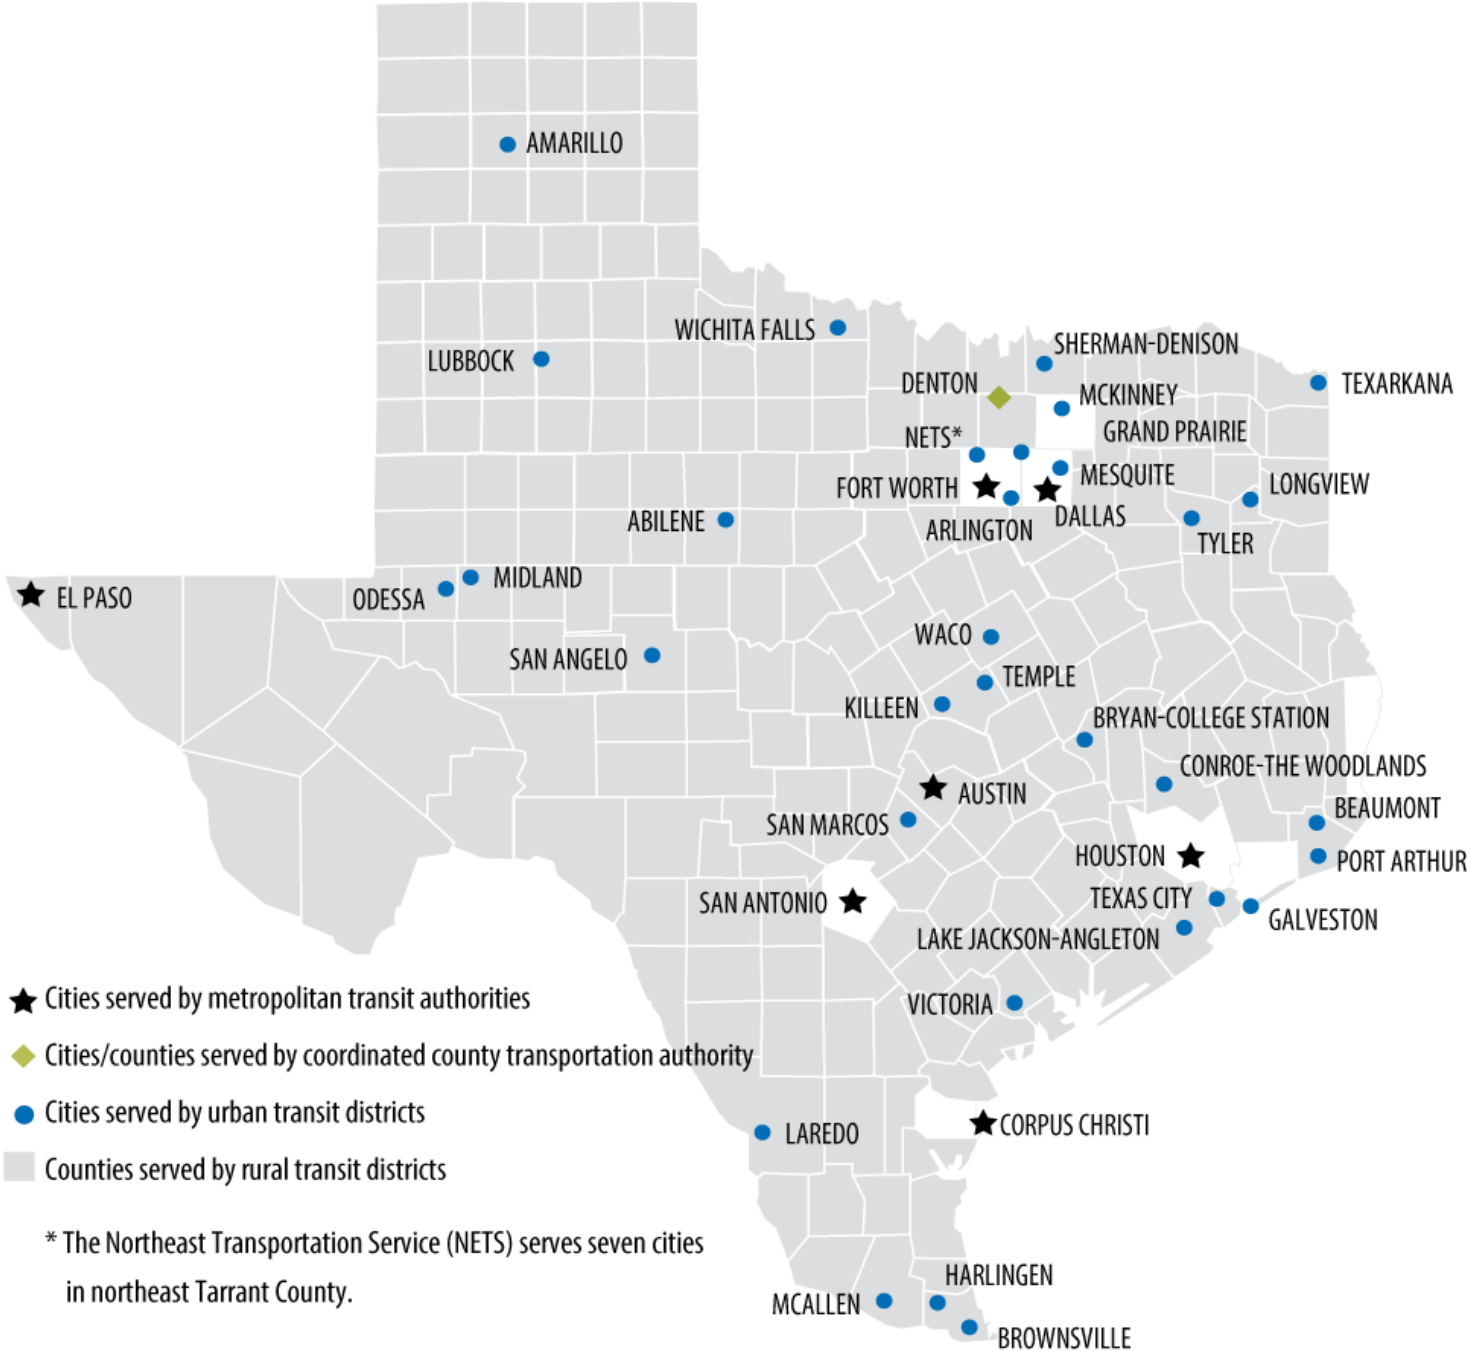 AMARILLO
WICHITA FALLS
SHERMAN-DENISON
LUBBOCK
DENTON
TEXARKANA
MCKINNEY
GRAND PRAIRIE
NETS*
MESQUITE
LONGVIEW
FORT WORTH
DALLAS
ABILENE
ARLINGTON
TYLER
MIDLAND
EL PASO
ODESSA
WACO
SAN ANGELO
TEMPLE
KILLEEN
BRYAN-COLLEGE STATION
CONROE-THE WOODLANDS
AUSTIN
BEAUMONT
SAN MARCOS
HOUSTON
PORT ARTHUR
TEXAS CITY
SAN ANTONIO
GALVESTON
LAKE JACKSON-ANGLETON
VICTORIA
CORPUS CHRISTI
LAREDO
HARLINGEN
MCALLEN
BROWNSVILLE
Cities served by metropolitan transit authorities
Cities/counties served by coordinated county transportation authority
Cities served by urban transit districts
Counties served by rural transit districts
* The Northeast Transportation Service (NETS) serves seven cities
in northeast Tarrant County.